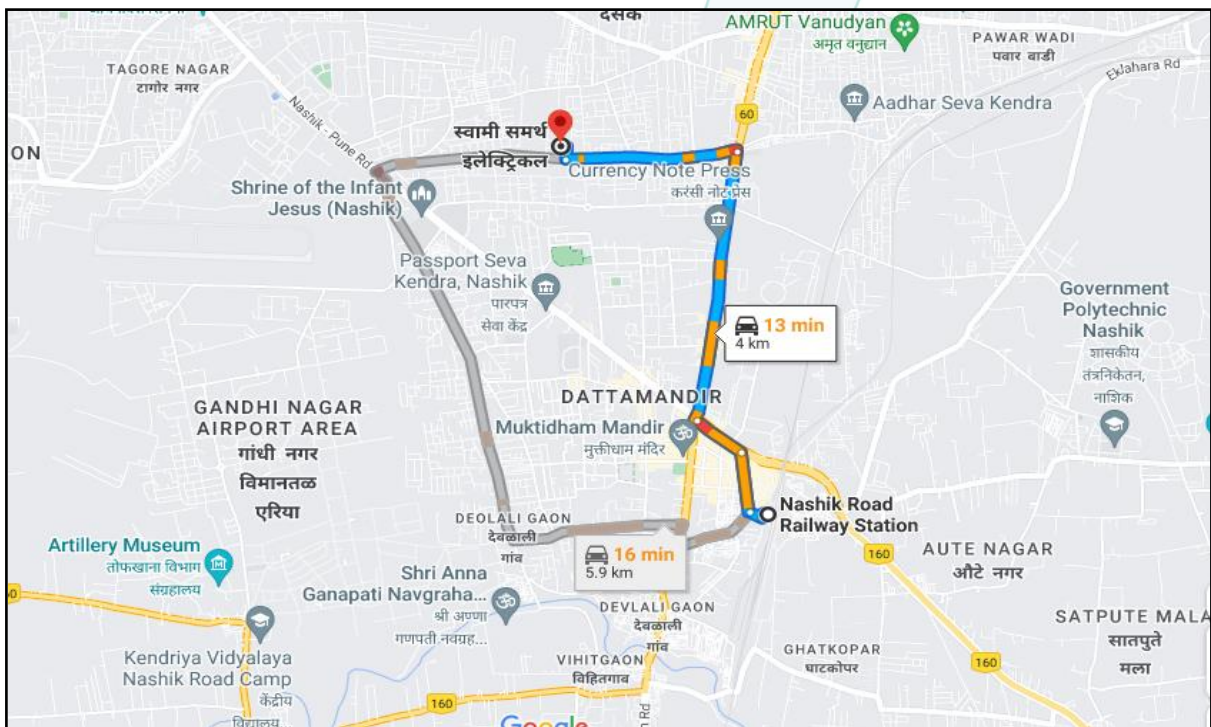 देसक
AMRUT Vanudyan
अमृत वनुद्यान
PAWAR WADI
पवार बाडी
TAGORE NAGAR
टागोर नगर
Eklahara Rd
Aadhar Seva Kendra
60
Nashik - Pune Rd
स्वामी समर्थ
इलेक्ट्रिकल
ON
Currency Note Press
करंसी नोट प्रेस
Shrine of the Infant
Jesus (Nashik)
Passport Seva
Kendra, Nashik
पारपत्र
सेवा केंद्र
Government
Polytechnic
Nashik
शासकीय
तंत्रनिकेतन,
नाशिक
13 min
4 km
DATTAMANDIR
GANDHI NAGAR
AIRPORT AREA
गांधी नगर
विमानतळ
एरिया
Muktidham Mandir
मुक्तीधाम मंदिर
Nashik Road
Railway Station
DEOLALI GAON
देवळाली
गांव
16 min
5.9 km
160
AUTE NAGAR
औटे नगर
Artillery Museum
तोफखाना विभाग
संग्रहालय
Shri Anna
Ganapati Navgraha...
श्री अण्णा
गणपती नवग्रह...
DEVLALI GAON
देवळाली
गांव
SATPUTE MALA
सातपुते
मला
GHATKOPAR
घाटकोपर
160
Kendriya Vidyalaya
Nashik Road Camp
केंद्रीय
विद्यालय
VIHITGAON
विहितगाव
160
Google